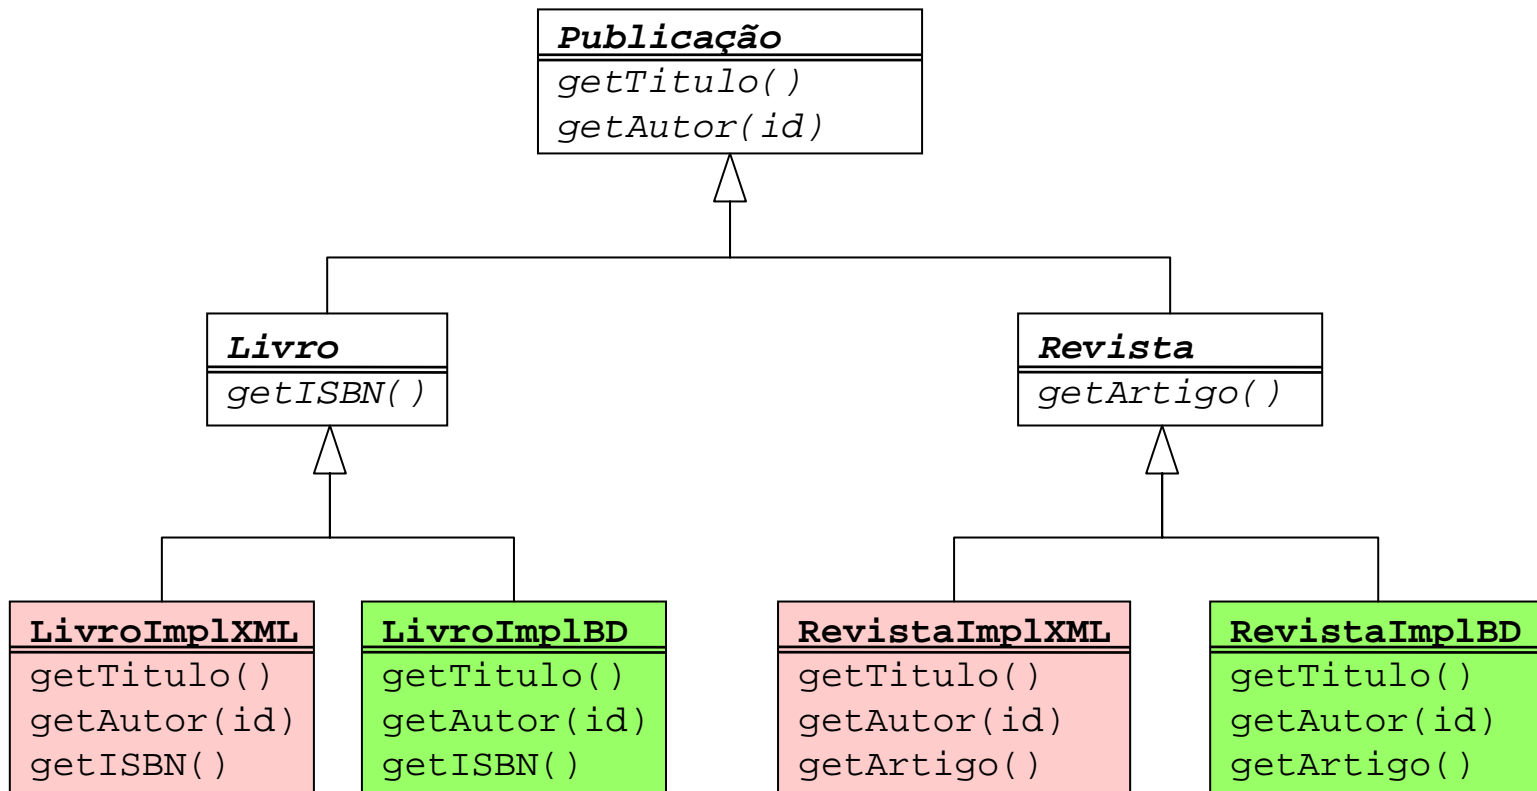 Publicação
getTitulo()
getAutor(id)
Livro
getISBN()
Revista
getArtigo()
LivroImplXML
getTitulo()
getAutor(id)
getISBN()
LivroImplBD
getTitulo()
getAutor(id)
getISBN()
RevistaImplXML
getTitulo()
getAutor(id)
getArtigo()
RevistaImplBD
getTitulo()
getAutor(id)
getArtigo()